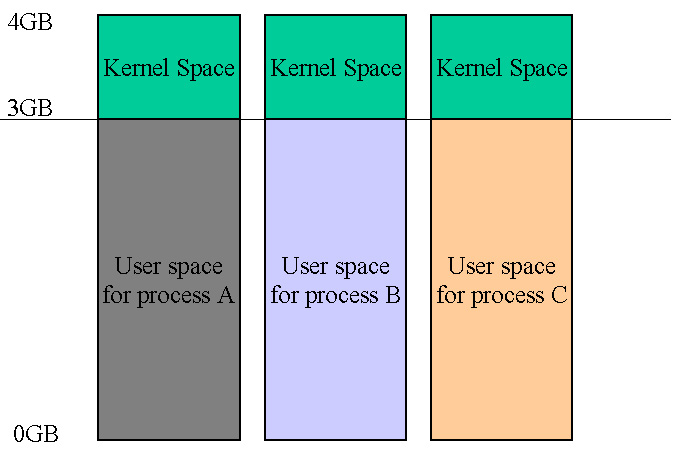 4GB
Kernel Space
Kernel Space
Kernel Space
3GB
User space
for process A
User space
for process B
User space
for process C
0GB